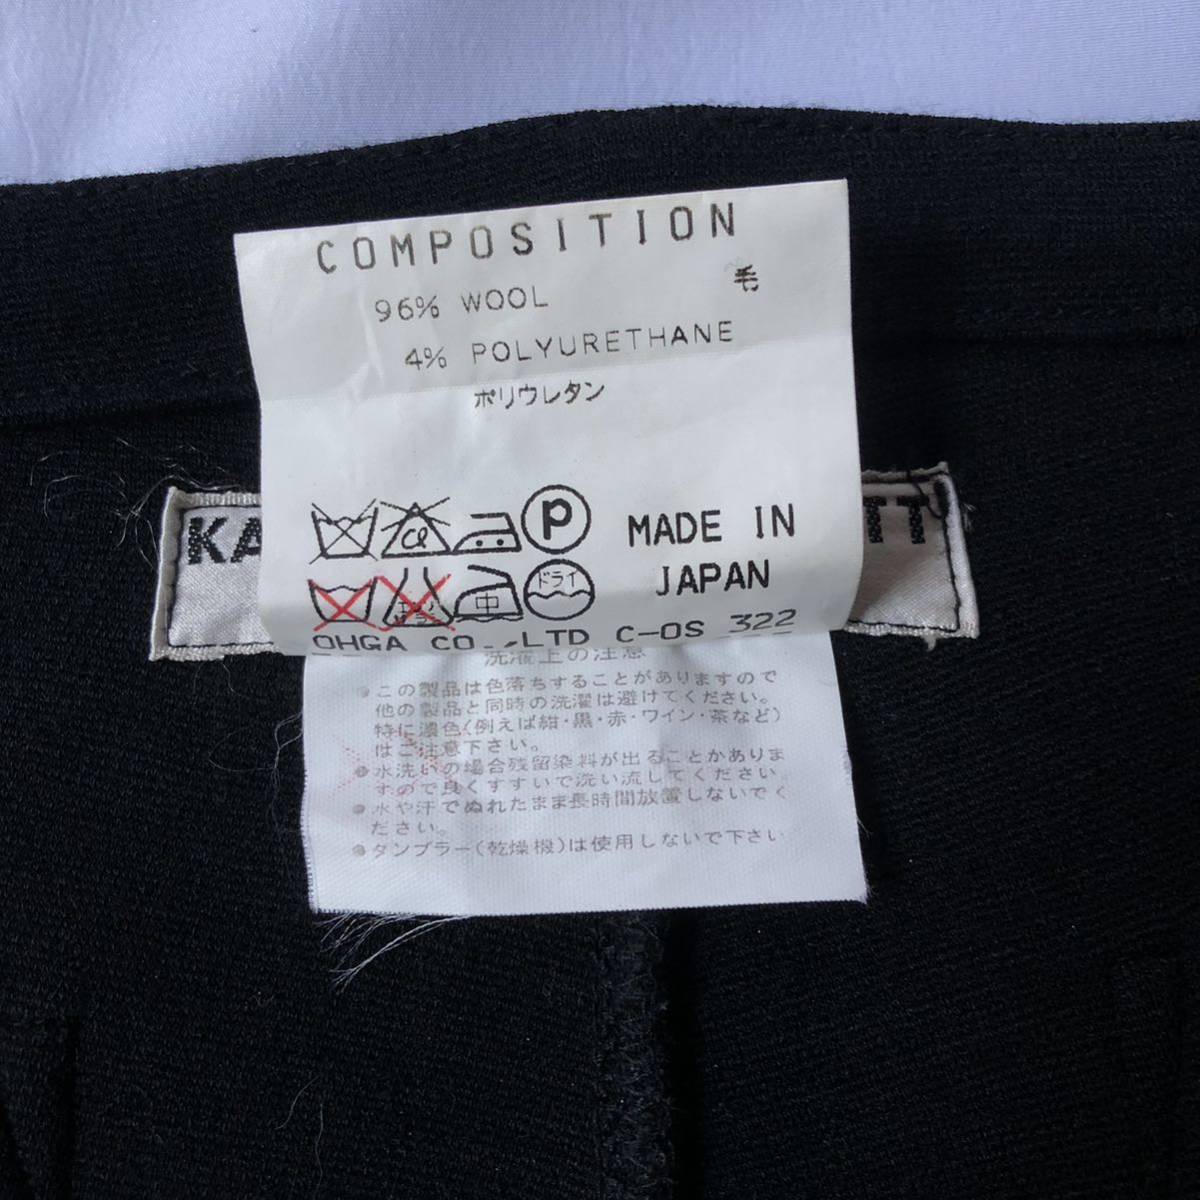 COMPOSITION
96% WOOL 毛
4% POLYURETHANE
ポリウレタン
KA
ITT
Cℓ P
MADE IN
JAPAN
中 ドライ
OHGA CO.,LTD C-OS 322
洗濯上の注意
●この製品は色落ちすることがありますので
他の製品と同時の洗濯は避けてください。
特に濃色(例えば紺・黒・赤・ワイン・茶など)
はご注意下さい。
●水洗いの場合残留染料が出ることかありま
すので良くすすいで洗い流してください。
●水や汗でぬれたまま長時間放置しないでく
ださい。
●タンブラー(乾燥機)は使用しないで下さい